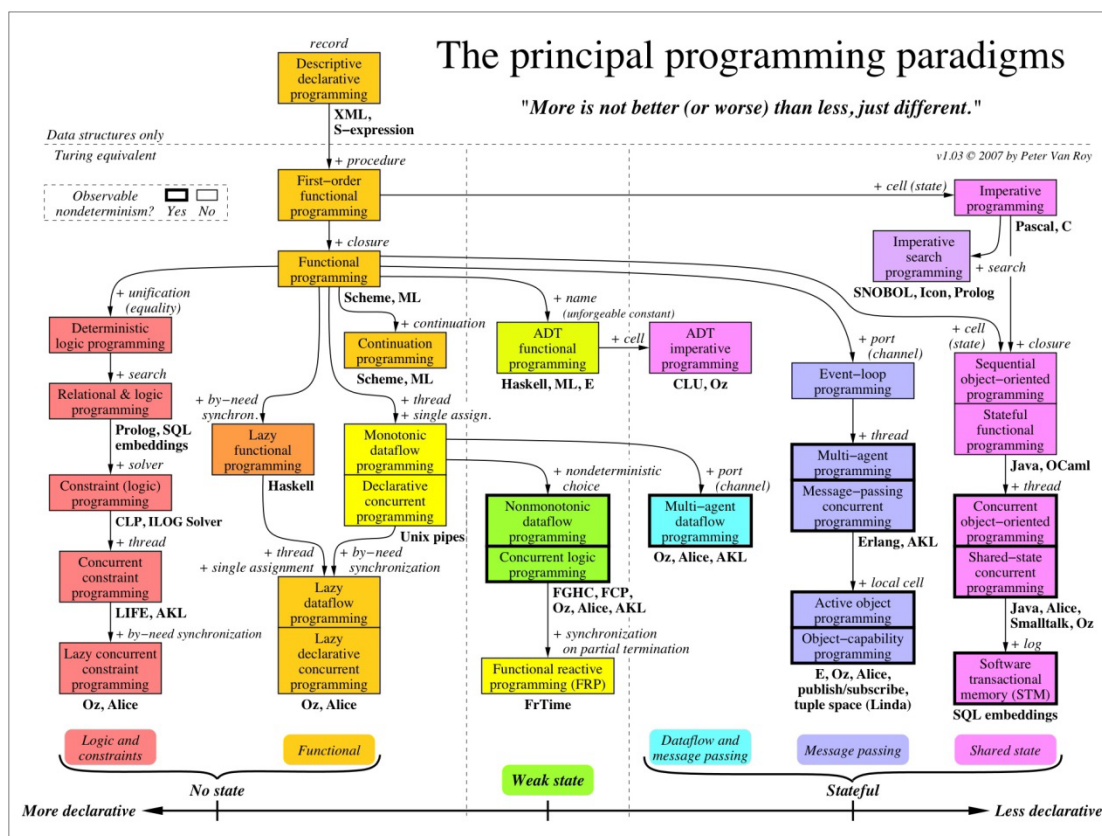 record
The principal programming paradigms
"More is not better (or worse) than less, just different."
Descriptive
declarative
programming
XML,
S−expression
Data structures only
Turing equivalent
+ procedure
v1.03 © 2007 by Peter Van Roy
Observable
nondeterminism?
Yes
No
First−order
functional
programming
+ cell (state)
Imperative
programming
Pascal, C
+ closure
Functional
programming
Scheme, ML
Imperative
search
programming
+ search
SNOBOL, Icon, Prolog
+ unification
(equality)
Deterministic
logic programming
+ continuation
Continuation
programming
Scheme, ML
+ name
(unforgeable constant)
ADT
functional
programming
Haskell, ML, E
+ cell
ADT
imperative
programming
CLU, Oz
+ port
(channel)
Event−loop
programming
+ cell
(state)
+ closure
Sequential
object−oriented
programming
Stateful
functional
programming
Java, OCaml
+ search
Relational & logic
programming
Prolog, SQL
embeddings
+ solver
Constraint (logic)
programming
CLP, ILOG Solver
+ thread
Concurrent
constraint
programming
LIFE, AKL
+ by−need synchronization
Lazy concurrent
constraint
programming
Oz, Alice
+ by−need
synchron.
Lazy
functional
programming
Haskell
+ thread
+ single assign.
Monotonic
dataflow
programming
Declarative
concurrent
programming
Unix pipes
+ thread
+ single assignment
+ by−need
synchronization
Lazy
dataflow
programming
Lazy
declarative
concurrent
programming
Oz, Alice
+ nondeterministic
choice
Nonmonotonic
dataflow
programming
Concurrent logic
programming
FGHC, FCP,
Oz, Alice, AKL
+ synchronization
on partial termination
Functional reactive
programming (FRP)
FrTime
+ port
(channel)
Multi−agent
dataflow
programming
Oz, Alice, AKL
+ thread
Multi−agent
programming
Message−passing
concurrent
programming
Erlang, AKL
+ local cell
Active object
programming
Object−capability
programming
E, Oz, Alice,
publish/subscribe,
tuple space (Linda)
+ thread
Concurrent
object−oriented
programming
Shared−state
concurrent
programming
Java, Alice,
Smalltalk, Oz
+ log
Software
transactional
memory (STM)
SQL embeddings
Logic and
constraints
Functional
Dataflow and
message passing
Message passing
Shared state
No state
Weak state
Stateful
More declarative
Less declarative